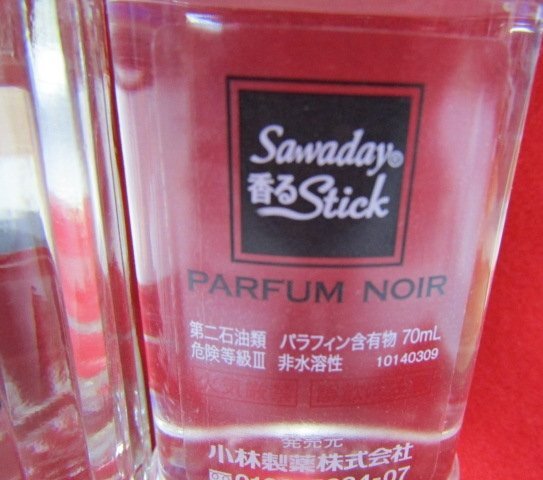 Sawaday®
香るStick
PARFUM NOIR
第二石油類 パラフィン含有物 70mL
危険等級Ⅲ 非水溶性 10140309
発売元
小林製薬株式会社